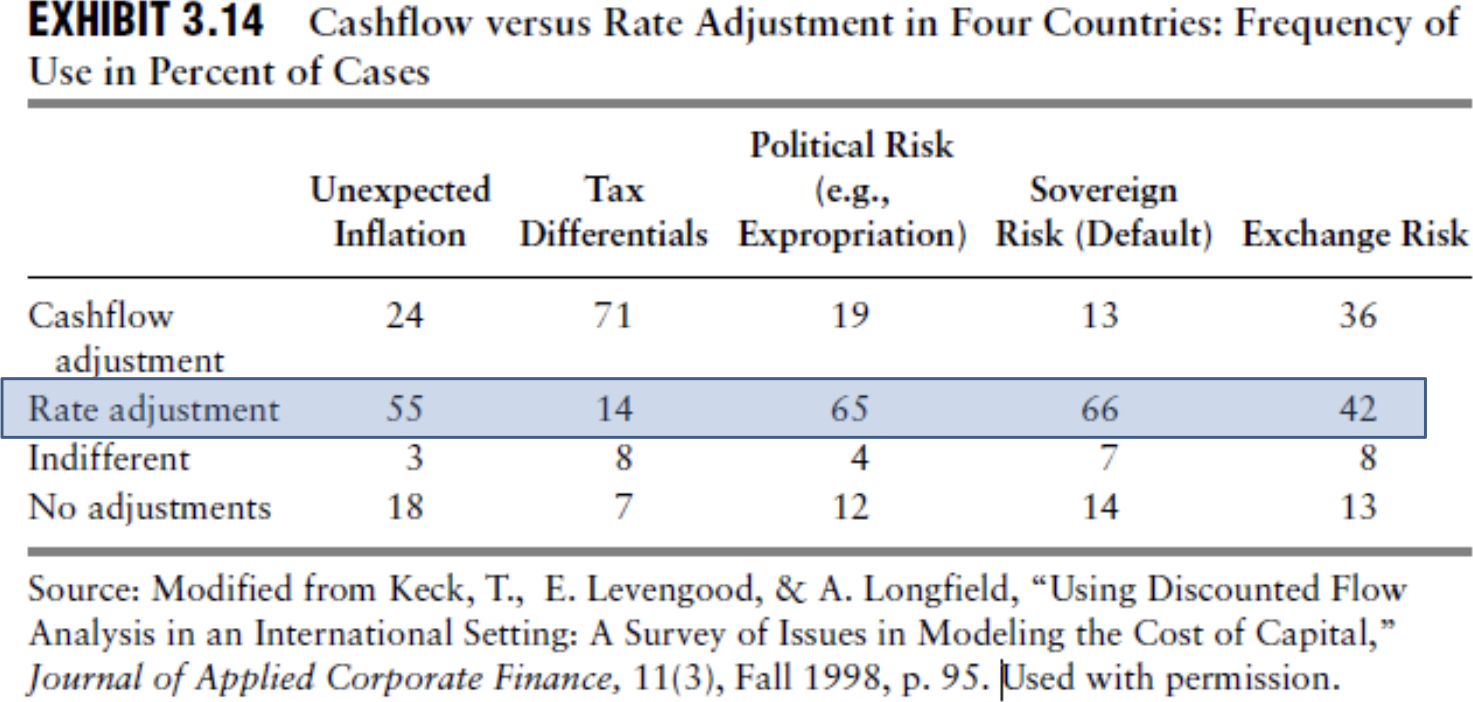 EXHIBIT 3.14 Cashflow versus Rate Adjustment in Four Countries: Frequency of
Use in Percent of Cases
Political Risk
Unexpected Tax (e.g., Sovereign
Inflation Differentials Expropriation) Risk (Default) Exchange Risk
Cashflow 24 71 19 13 36
adjustment
Rate adjustment 55 14 65 66 42
Indifferent 3 8 4 7 8
No adjustments 18 7 12 14 13
Source: Modified from Keck, T., E. Levengood, & A. Longfield, “Using Discounted Flow
Analysis in an International Setting: A Survey of Issues in Modeling the Cost of Capital,”
Journal of Applied Corporate Finance, 11(3), Fall 1998, p. 95. Used with permission.